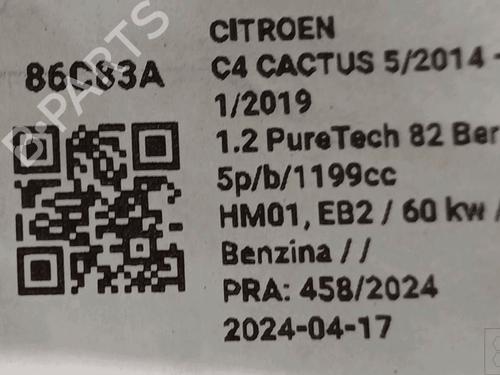 86C83A
CITROEN
C4 CACTUS 5/2014 -
1/2019
1.2 PureTech 82 Ber
5p/b/1199cc
HM01, EB2 / 60 kw /
Benzina / /
PRA: 458/2024
2024-04-17
B-PARTS